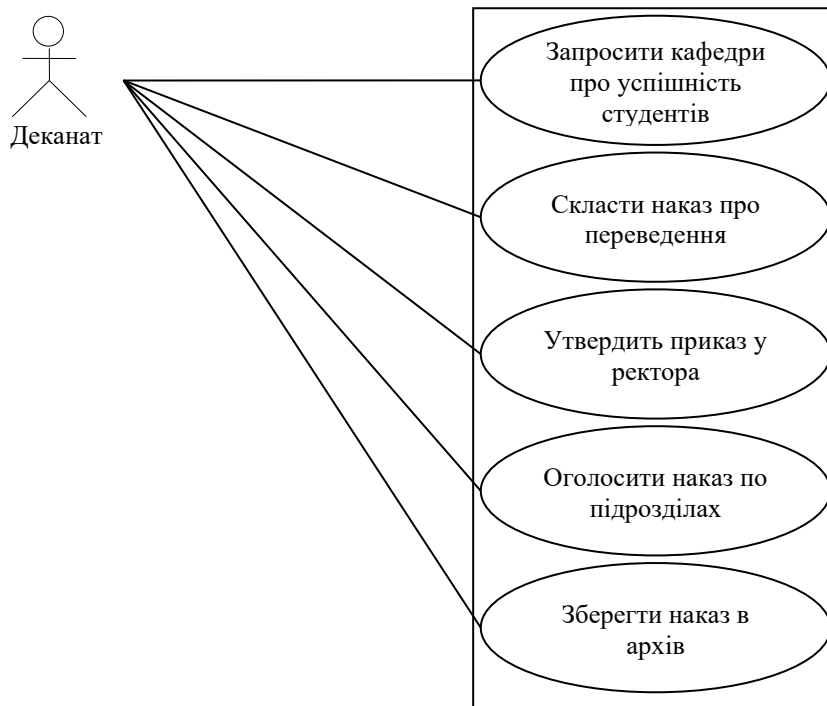 Деканат
Запросити кафедри
про успішність
студентів
Скласти наказ про
переведення
Утвердить приказ у
ректора
Оголосити наказ по
підрозділах
Зберегти наказ в
архів